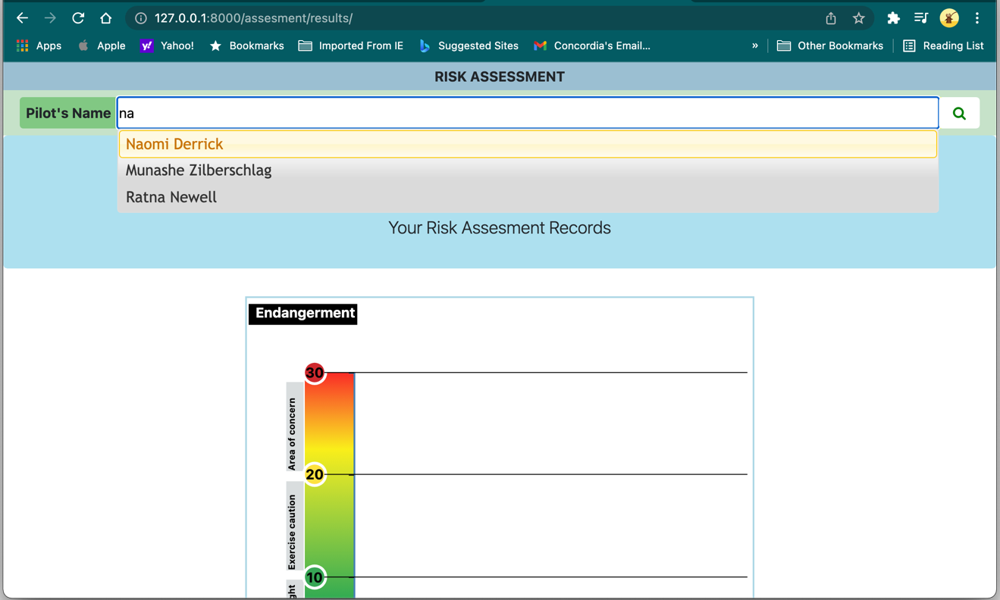 127.0.0.1:8000/assesment/results/
Apps Apple Yahoo! Bookmarks Imported From IE Suggested Sites Concordia's Email... » Other Bookmarks Reading List
RISK ASSESSMENT
Pilot's Name na
Naomi Derrick
Munashe Zilberschlag
Ratna Newell
Your Risk Assesment Records
Endangerment
30
Area of concern
20
Exercise caution
10
ght